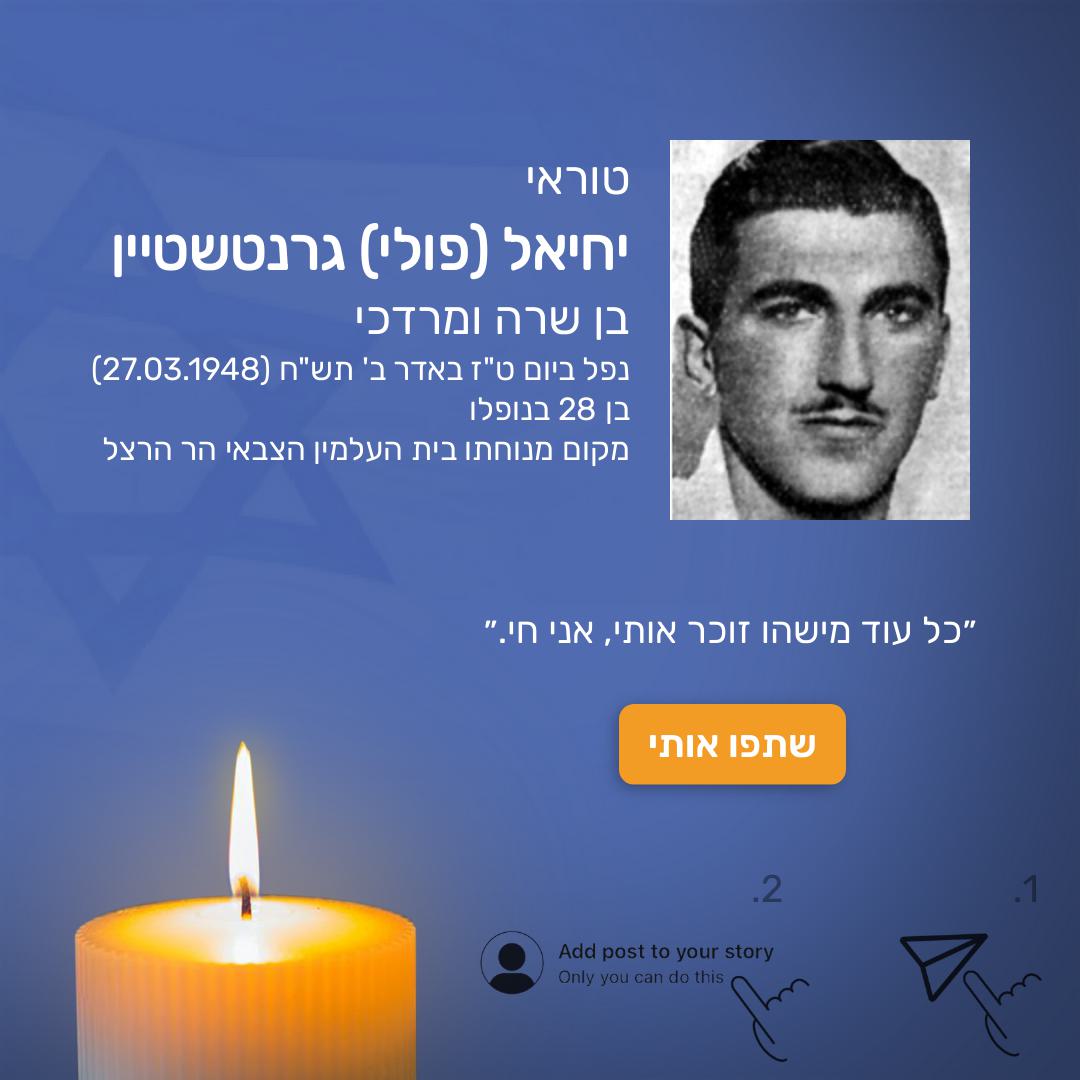 טוראי
יחיאל (פולי) גרנטשטיין
בן שרה ומרדכי
נפל ביום ט"ז באדר ב' תש"ח (27.03.1948)
בן 28 בנופלו
מקום מנוחתו בית העלמין הצבאי הר הרצל
״כל עוד מישהו זוכר אותי, אני חי.״
שתפו אותי
.1
.2
Add post to your story
Only you can do this